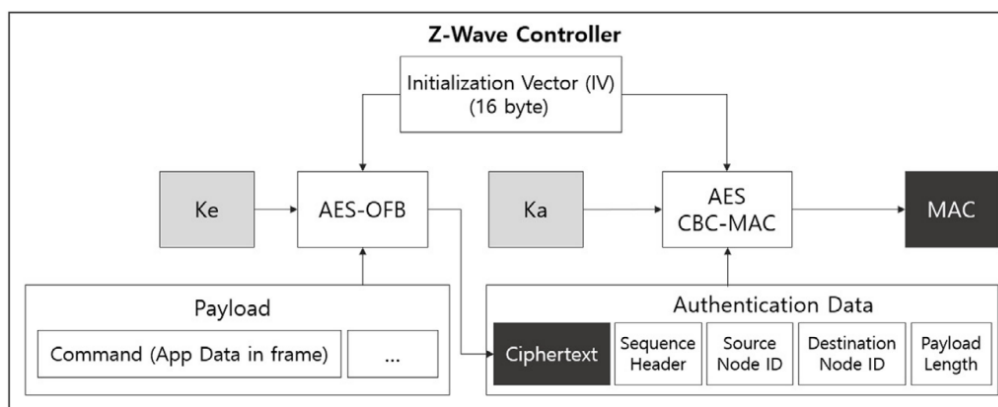 Z-Wave Controller
Initialization Vector (IV)
(16 byte)
Ke
AES-OFB
Ka
AES
CBC-MAC
MAC
Payload
Command (App Data in frame)
...
Authentication Data
Ciphertext
Sequence
Header
Source
Node ID
Destination
Node ID
Payload
Length